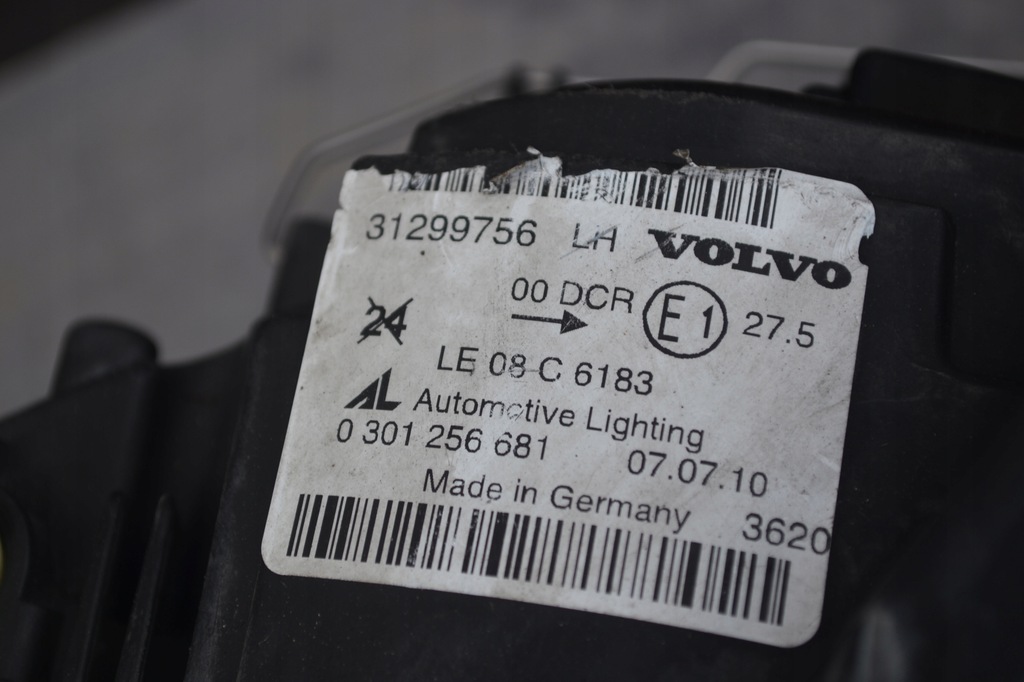 31299756 LH VOLVO
00 DCR E1 27.5
24
LE 08 C 6183
AL Automotive Lighting
0 301 256 681 07.07.10
Made in Germany 3620